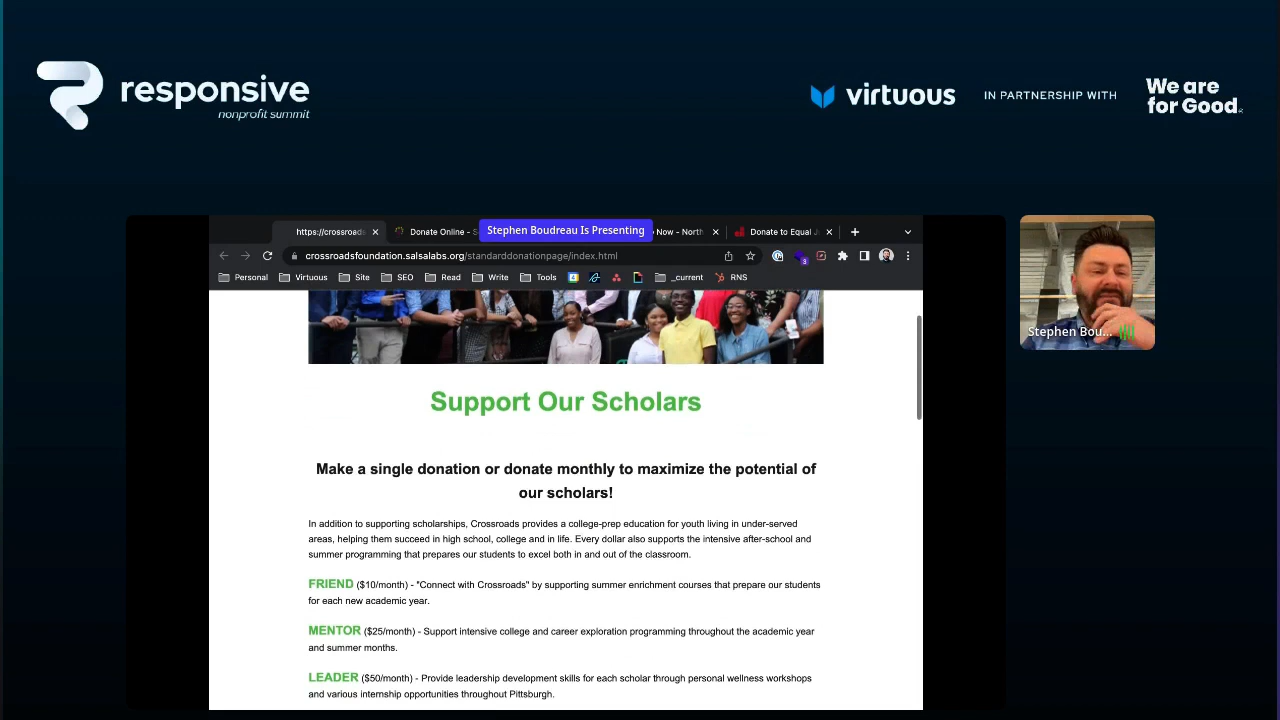 responsive
nonprofit summit
virtuous
IN PARTNERSHIP WITH
We are
for Good.
https://crossroads
Donate Online - S
Stephen Boudreau Is Presenting
Now - North
Donate to Equal J
crossroadsfoundation.salsalabs.org/standarddonationpage/index.html
Personal
Virtuous
Site
SEO
Read
Write
Tools
_current
RNS
Support Our Scholars
Make a single donation or donate monthly to maximize the potential of
our scholars!
In addition to supporting scholarships, Crossroads provides a college-prep education for youth living in under-served
areas, helping them succeed in high school, college and in life. Every dollar also supports the intensive after-school and
summer programming that prepares our students to excel both in and out of the classroom.
FRIEND ($10/month) - "Connect with Crossroads" by supporting summer enrichment courses that prepare our students
for each new academic year.
MENTOR ($25/month) - Support intensive college and career exploration programming throughout the academic year
and summer months.
LEADER ($50/month) - Provide leadership development skills for each scholar through personal wellness workshops
and various internship opportunities throughout Pittsburgh.
Stephen Bou...